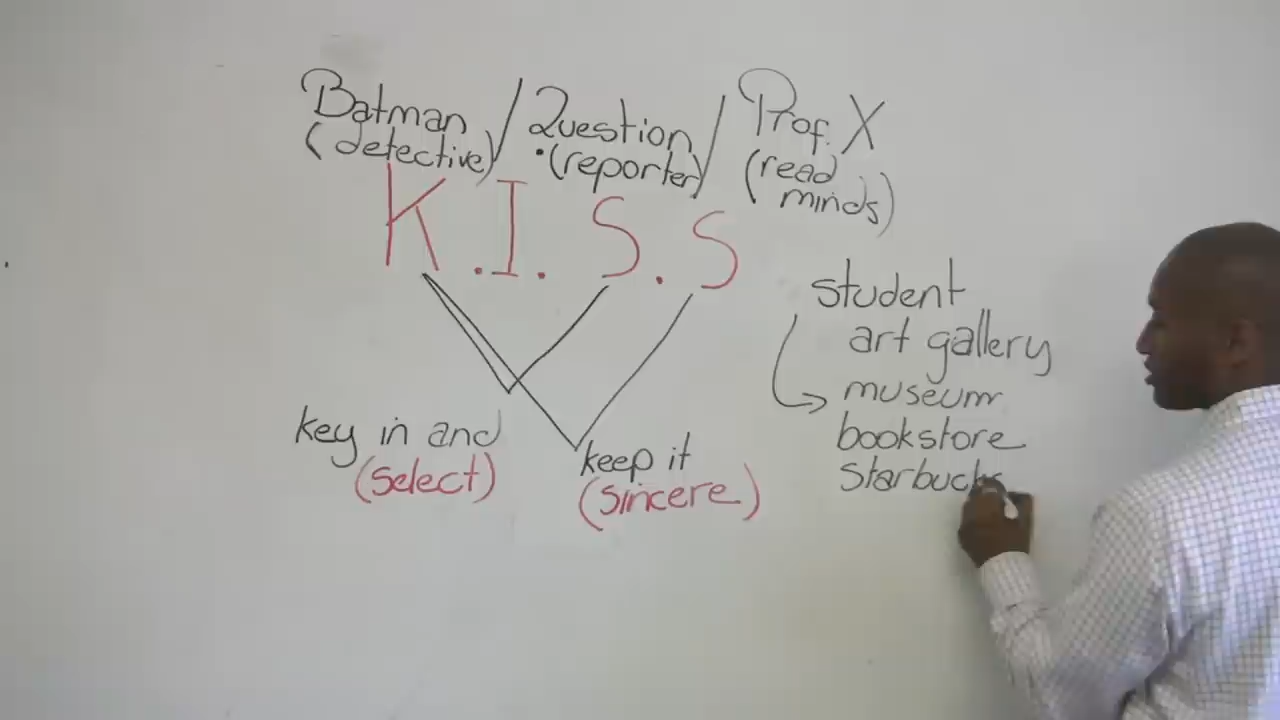 Batman / Question / Prof. X
(detective) (reporter) (read minds)
K.I.S.S
student
art gallery
museum
bookstore
Starbucks
key in and
(select)
keep it
(sincere)